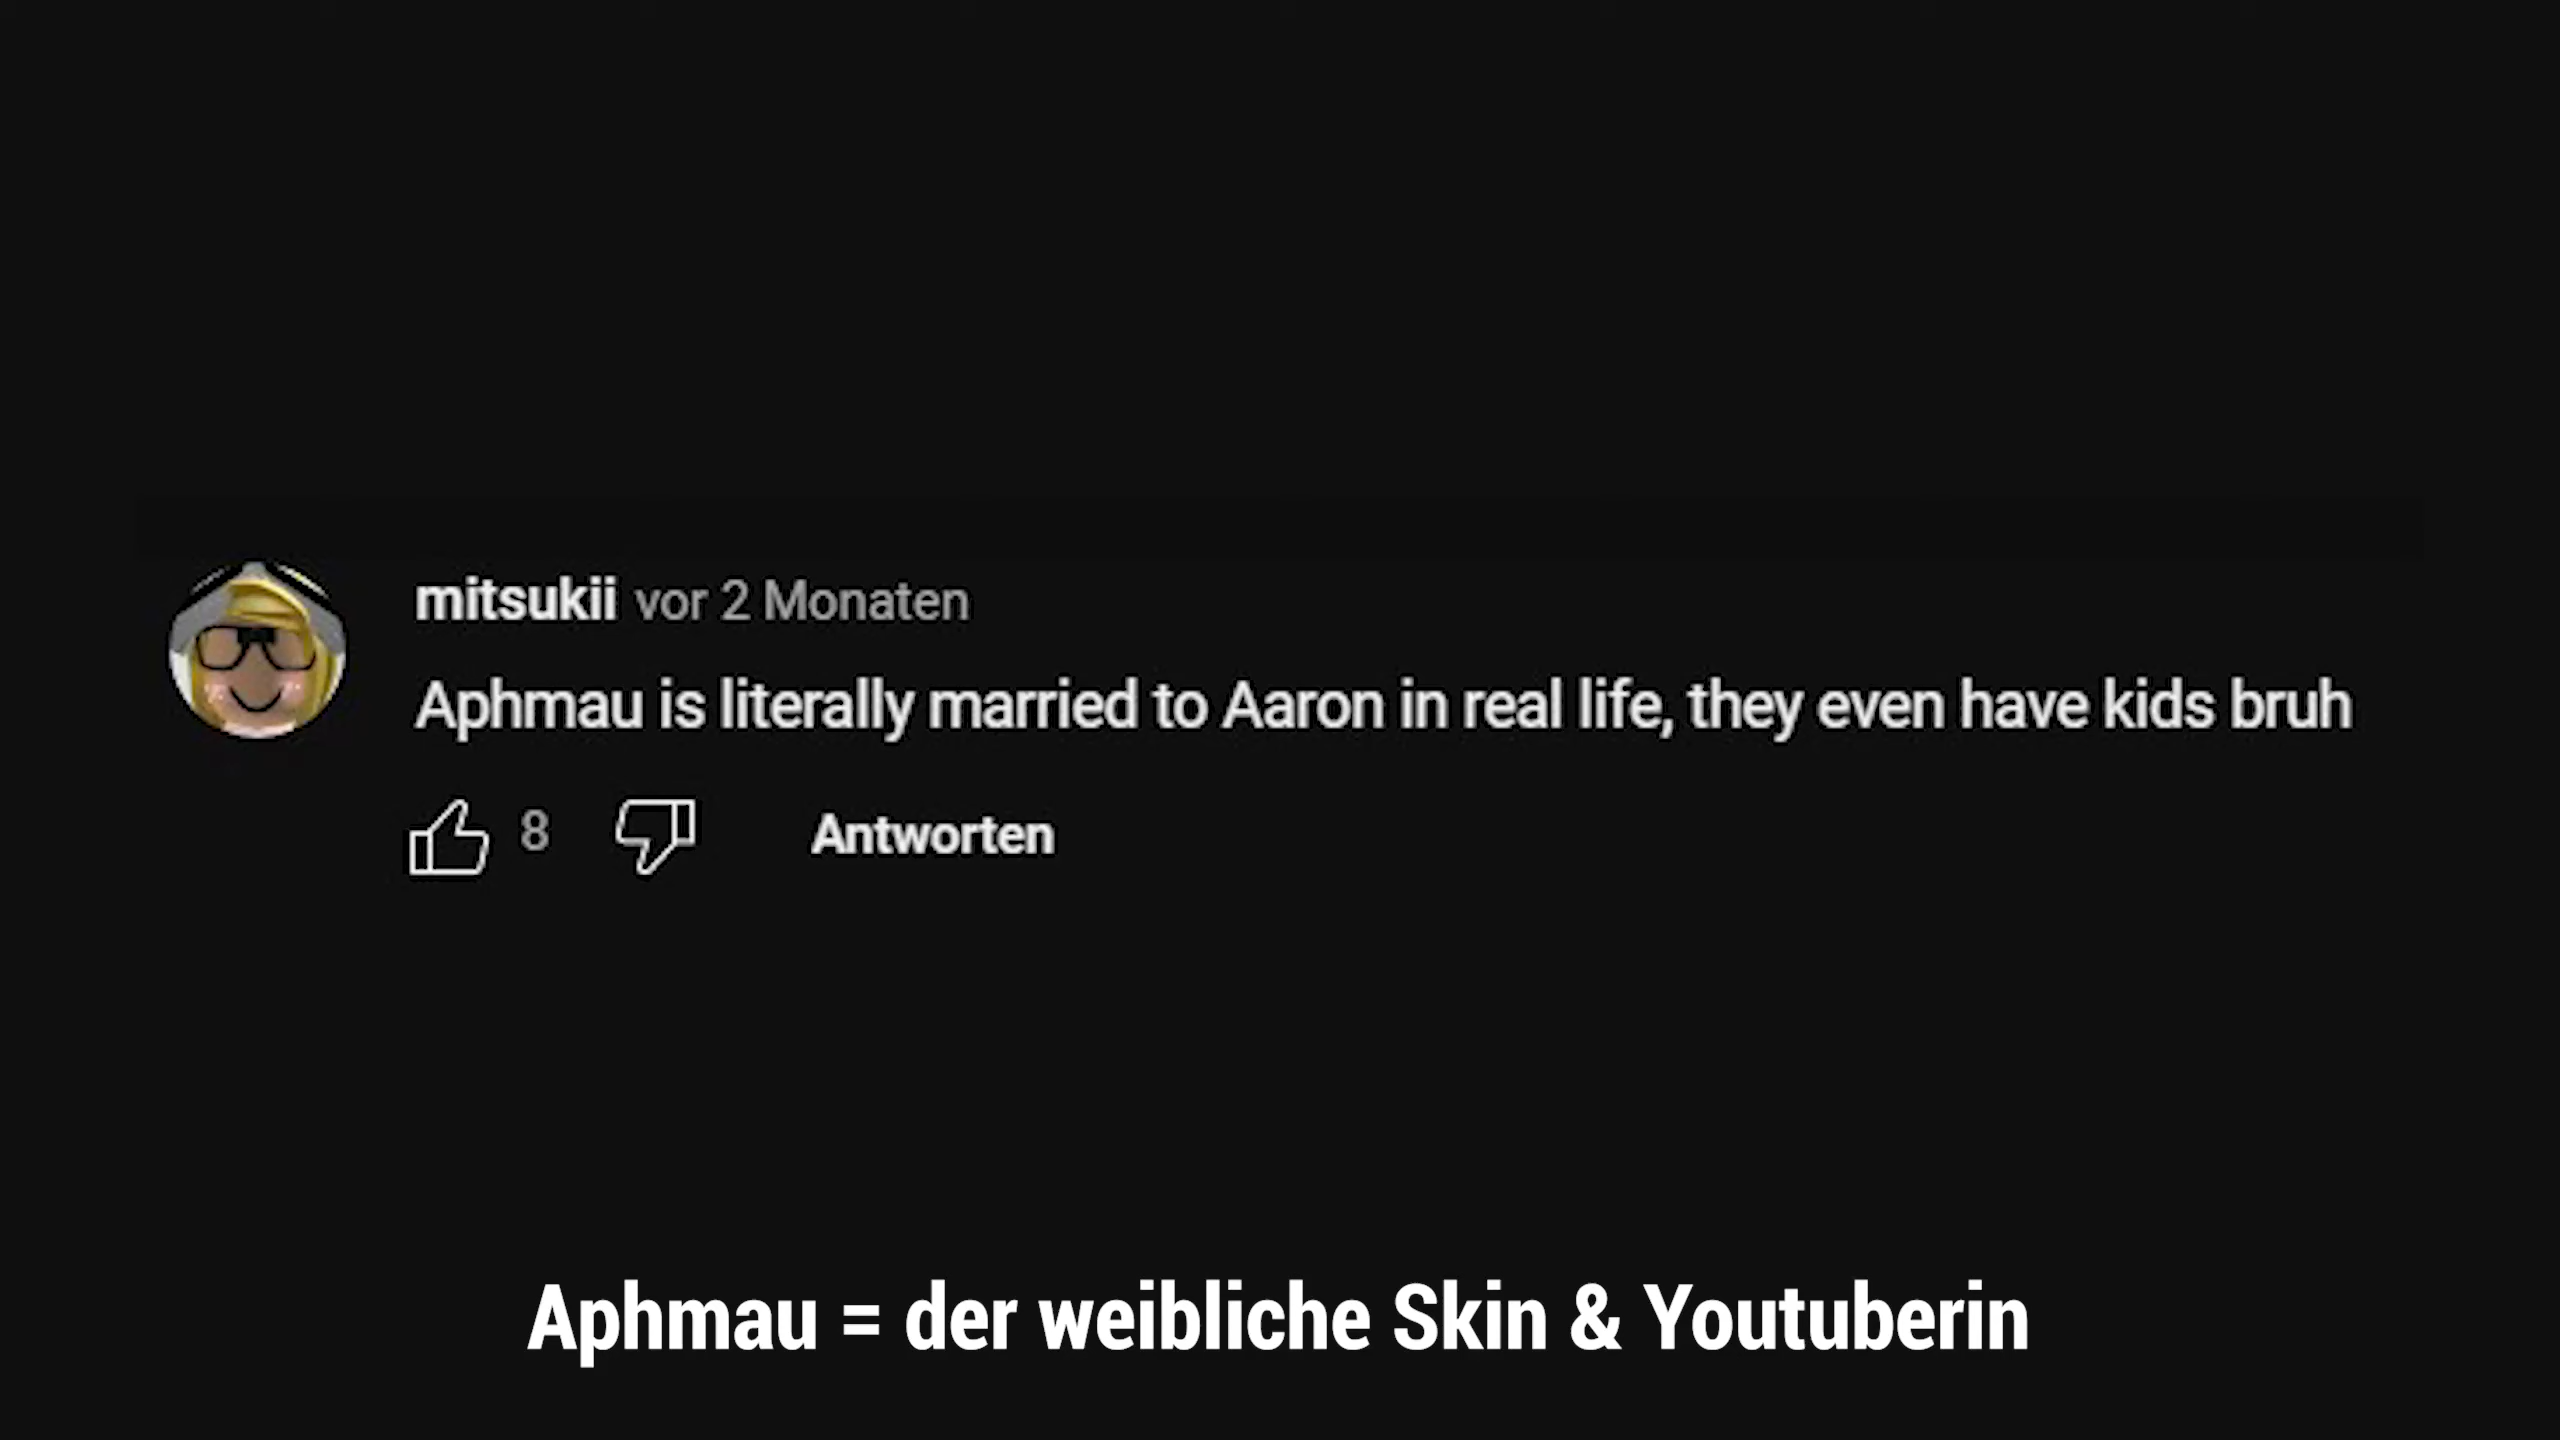 mitsukii vor 2 Monaten
Aphmau is literally married to Aaron in real life, they even have kids bruh
8 Antworten
Aphmau = der weibliche Skin & Youtuberin